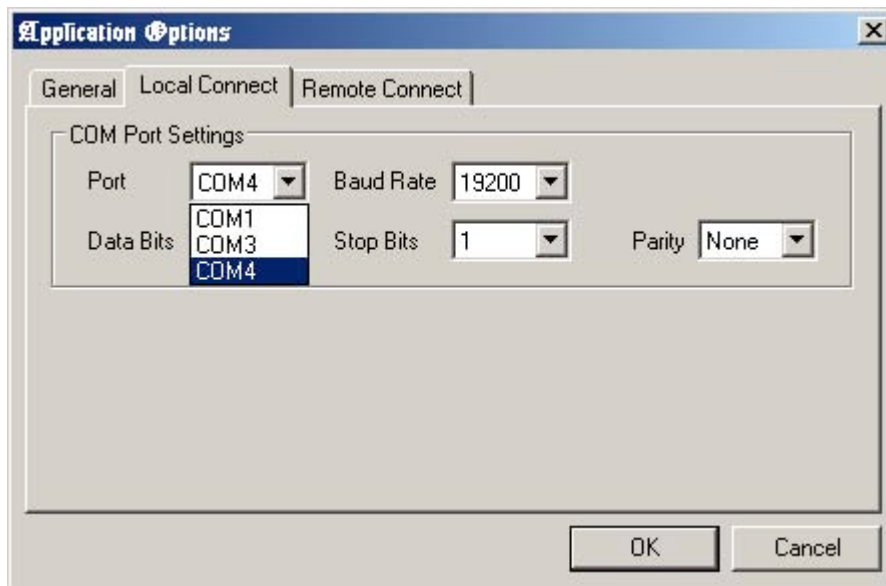 Application Options
General Local Connect Remote Connect
COM Port Settings
Port COM4 Baud Rate 19200
COM1
Data Bits COM3 Stop Bits 1 Parity None
COM4
OK Cancel